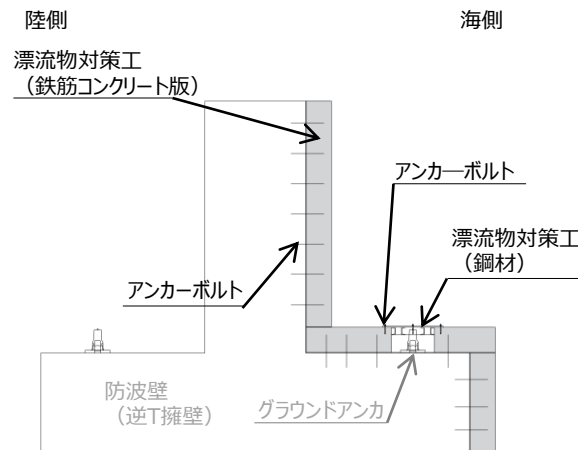 陸側
海側
漂流物対策工
（鉄筋コンクリート版）
アンカーボルト
漂流物対策工
（鋼材）
アンカーボルト
防波壁
（逆T擁壁）
グラウンドアンカ